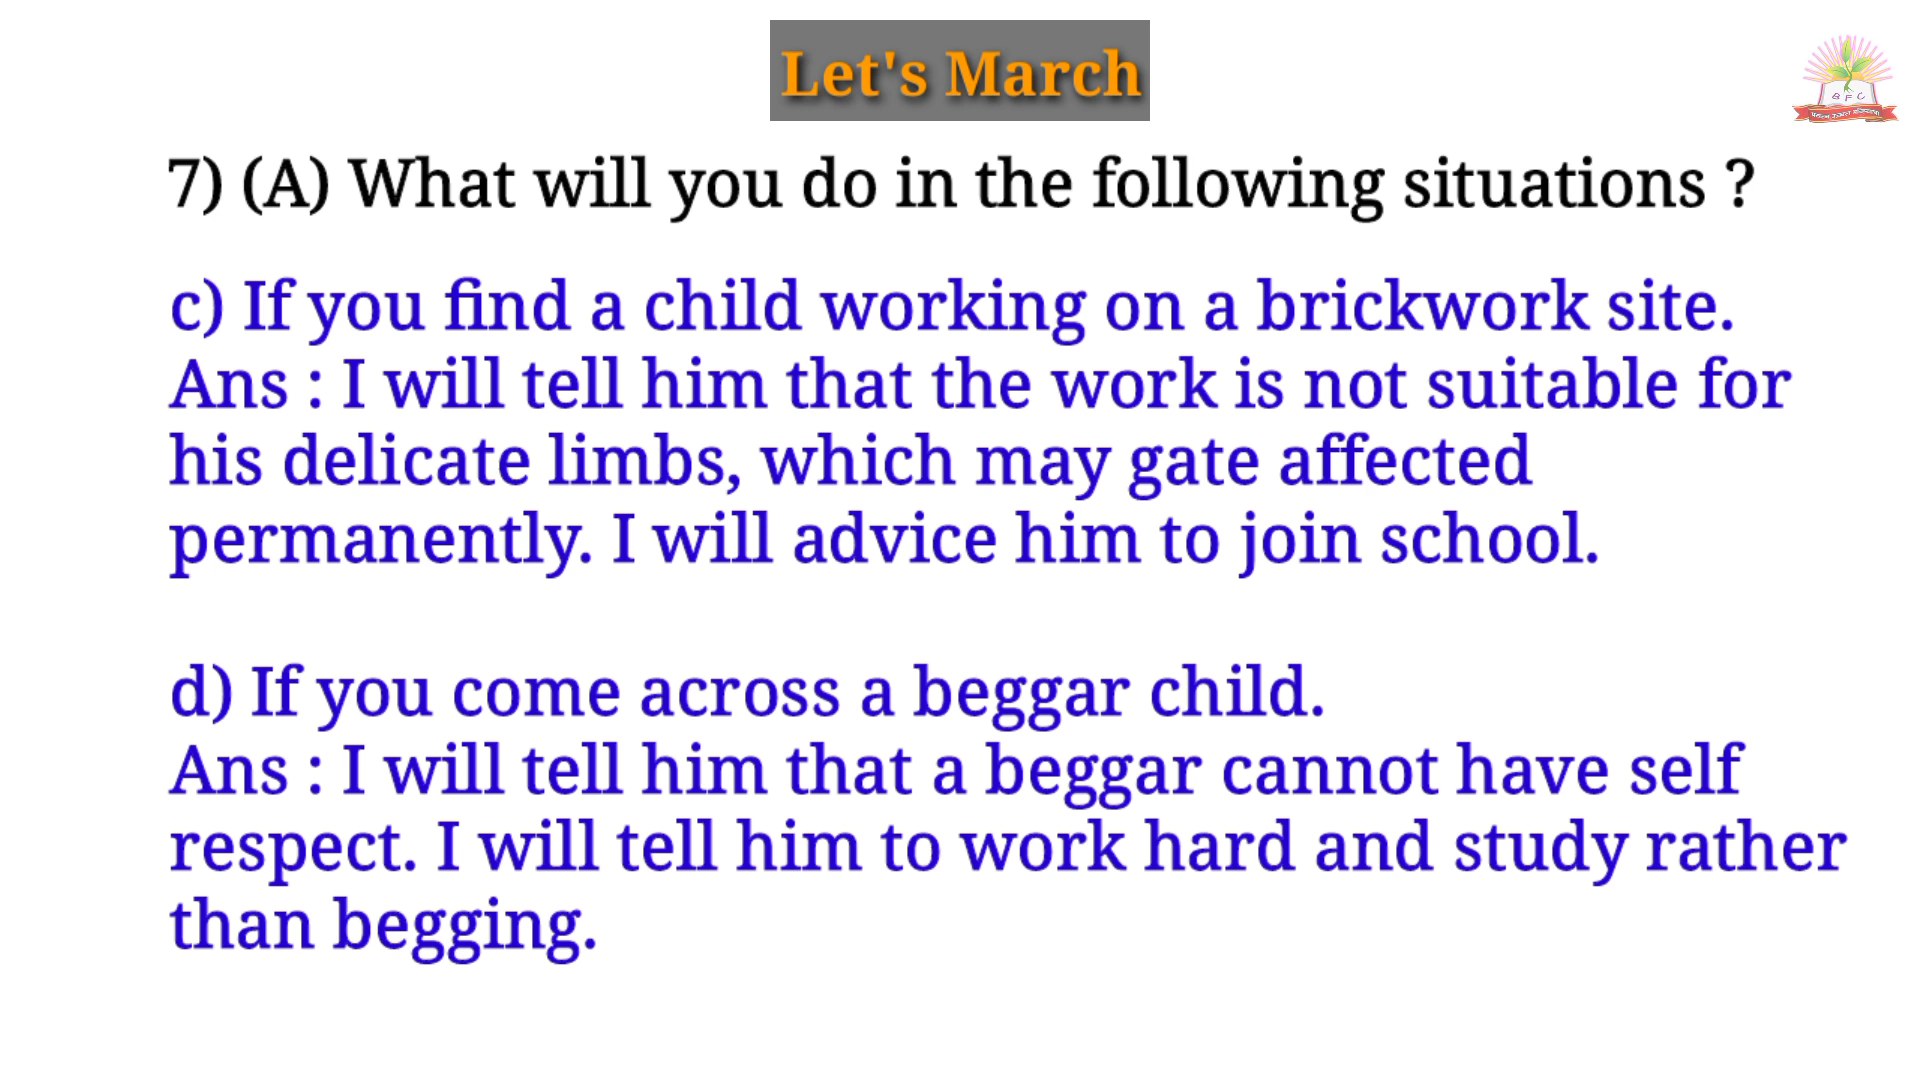 Let's March
B F C
7) (A) What will you do in the following situations ?
c) If you find a child working on a brickwork site.
Ans : I will tell him that the work is not suitable for
his delicate limbs, which may gate affected
permanently. I will advice him to join school.
d) If you come across a beggar child.
Ans : I will tell him that a beggar cannot have self
respect. I will tell him to work hard and study rather
than begging.